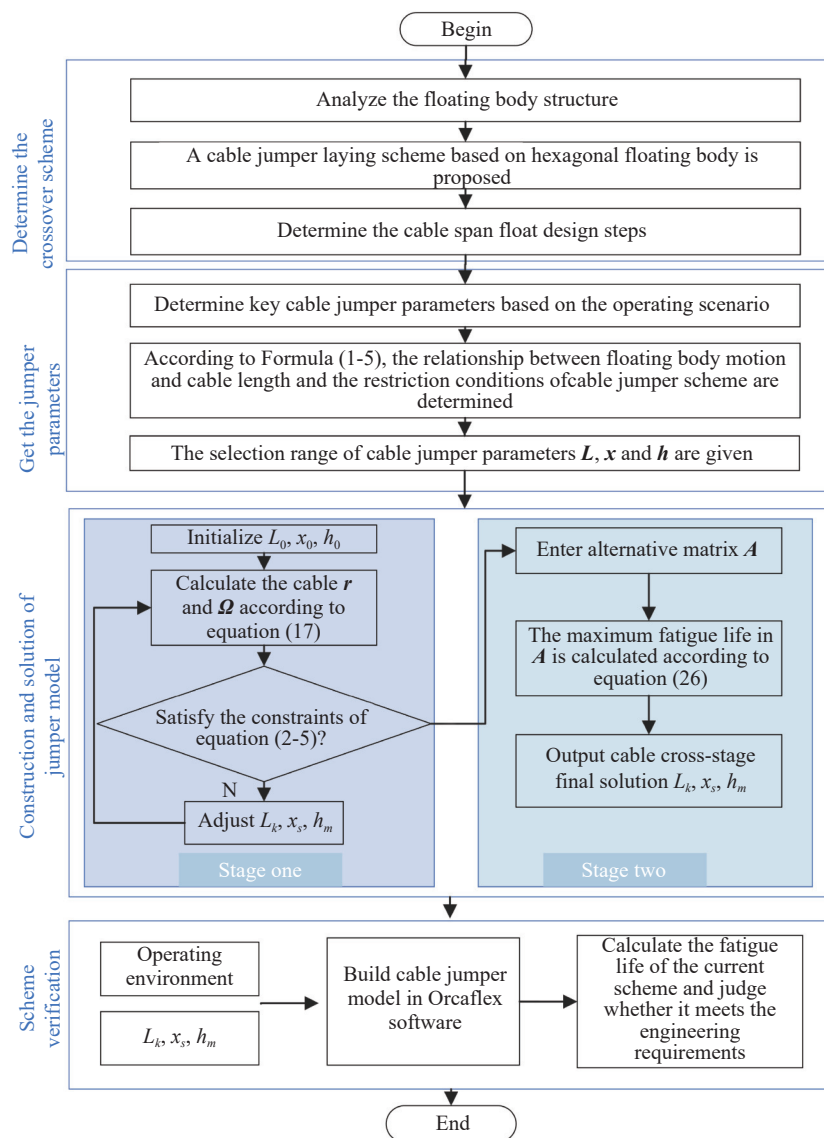 Begin
Determine the
crossover scheme
Analyze the floating body structure
A cable jumper laying scheme based on hexagonal floating body is
proposed
Determine the cable span float design steps
Get the jumper
parameters
Determine key cable jumper parameters based on the operating scenario
According to Formula (1-5), the relationship between floating body motion
and cable length and the restriction conditions ofcable jumper scheme are
determined
The selection range of cable jumper parameters L, x and h are given
Construction and solution of
jumper model
Initialize L0, x0, h0
Calculate the cable r
and Ω according to
equation (17)
Satisfy the constraints of
equation (2-5)?
N
Adjust Lk, xs, hm
Stage one
Enter alternative matrix A
The maximum fatigue life in
A is calculated according to
equation (26)
Output cable cross-stage
final solution Lk, xs, hm
Stage two
Scheme
verification
Operating
environment
Lk, xs, hm
Build cable jumper
model in Orcaflex
software
Calculate the fatigue
life of the current
scheme and judge
whether it meets the
engineering
requirements
End